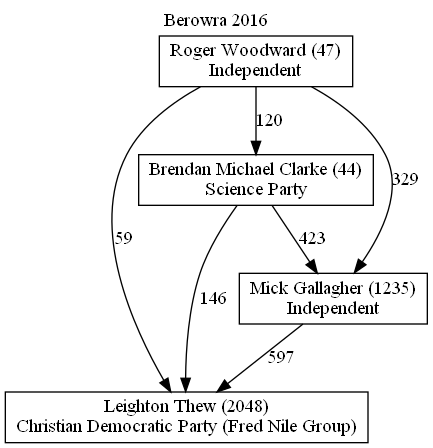 Berowra 2016
Roger Woodward (47)
Independent
120
Brendan Michael Clarke (44)
Science Party
329
59
423
Mick Gallagher (1235)
Independent
146
597
Leighton Thew (2048)
Christian Democratic Party (Fred Nile Group)